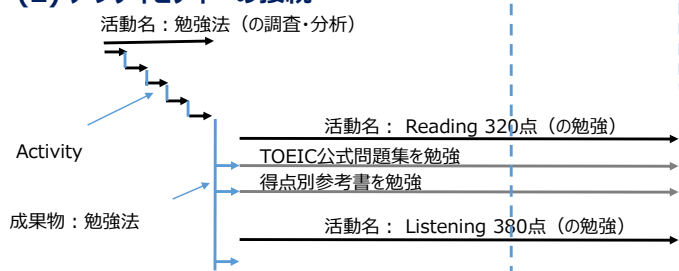 活動名：勉強法（の調査・分析）
活動名： Reading 320点（の勉強）
Activity
TOEIC公式問題集を勉強
得点別参考書を勉強
成果物：勉強法
活動名： Listening 380点（の勉強）